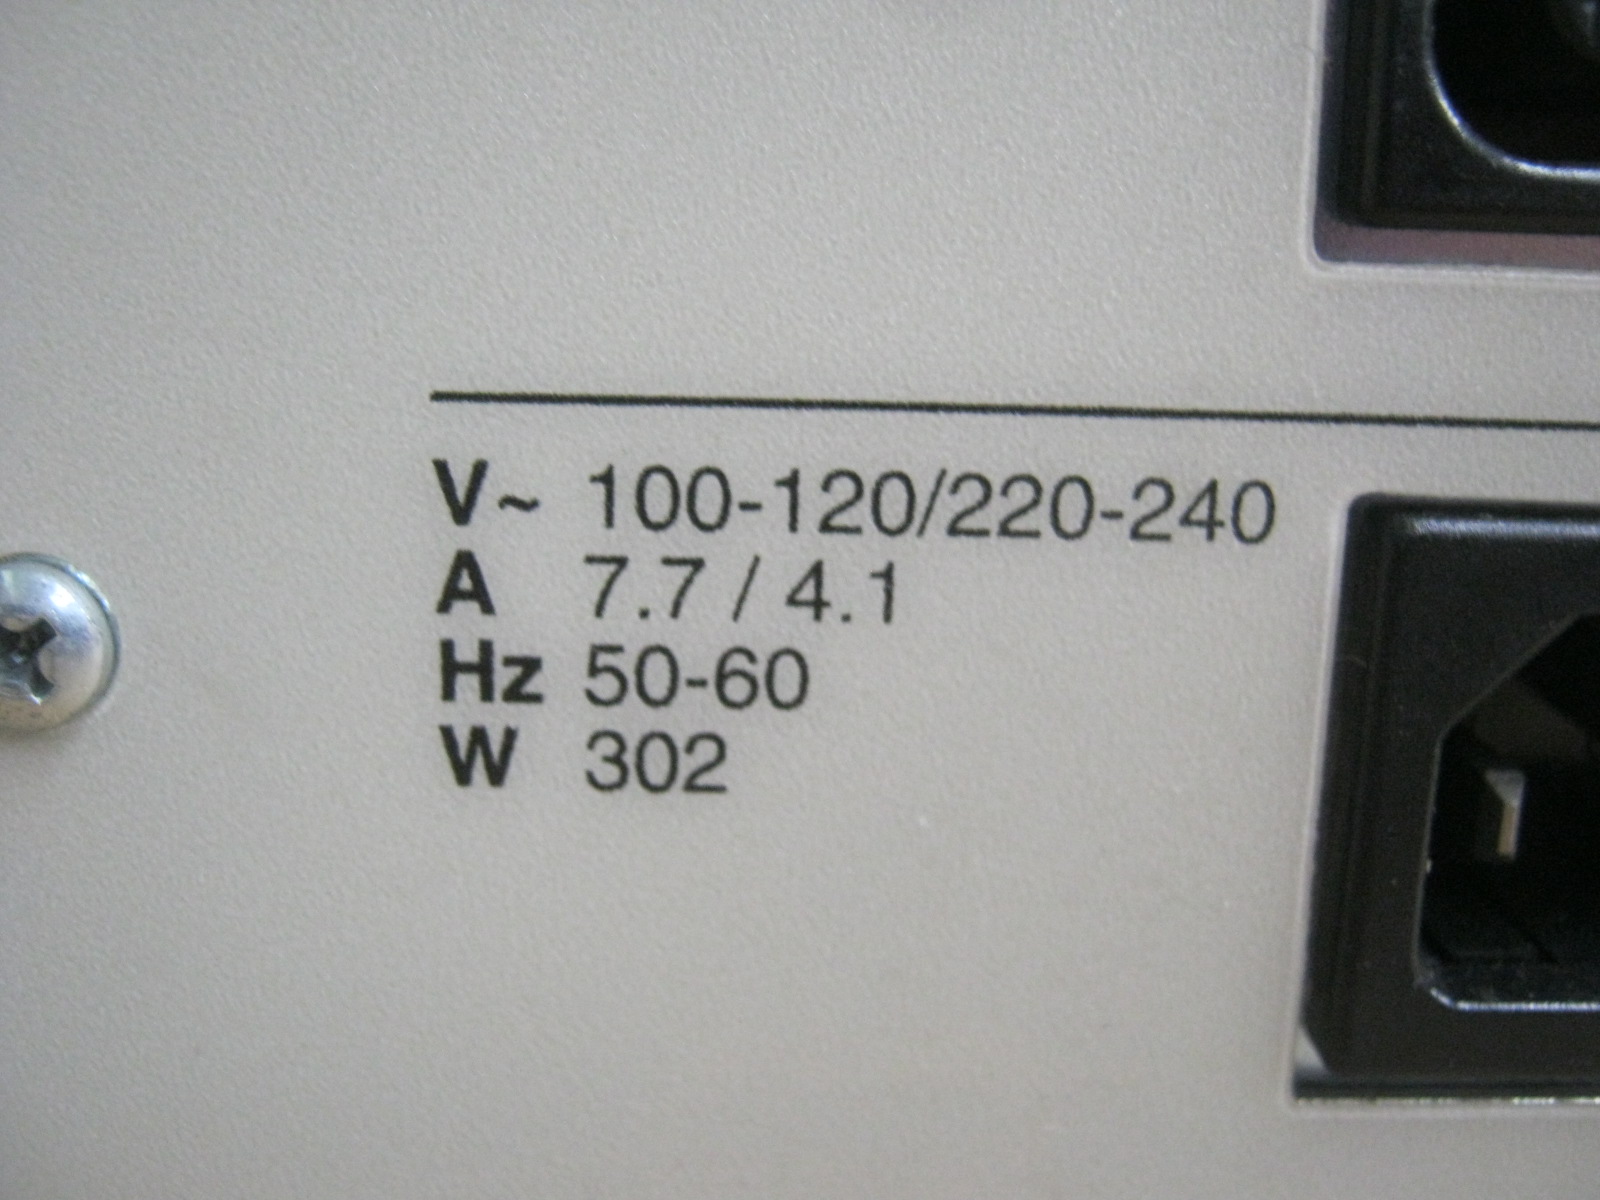 V~ 100-120/220-240
A 7.7 / 4.1
Hz 50-60
W 302